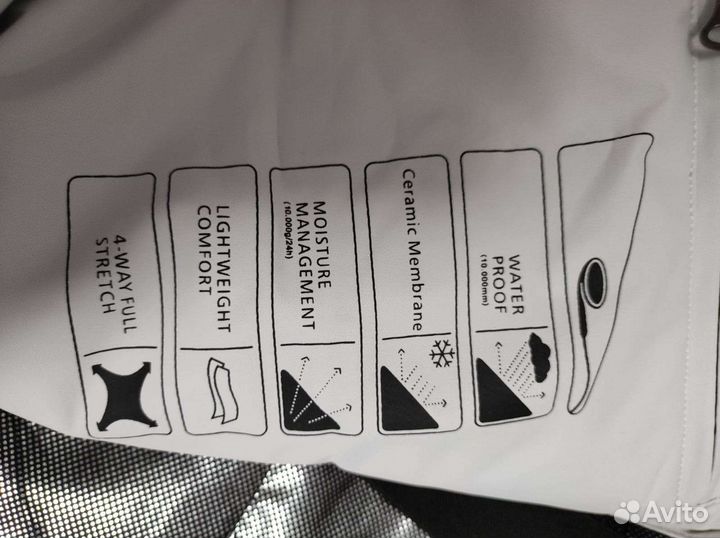 WATER
PROOF
(10.000mm)
Ceramic Membrane
MOISTURE
MANAGEMENT
(10.000g/24h)
LIGHTWEIGHT
COMFORT
4-WAY FULL
STRETCH
Avito